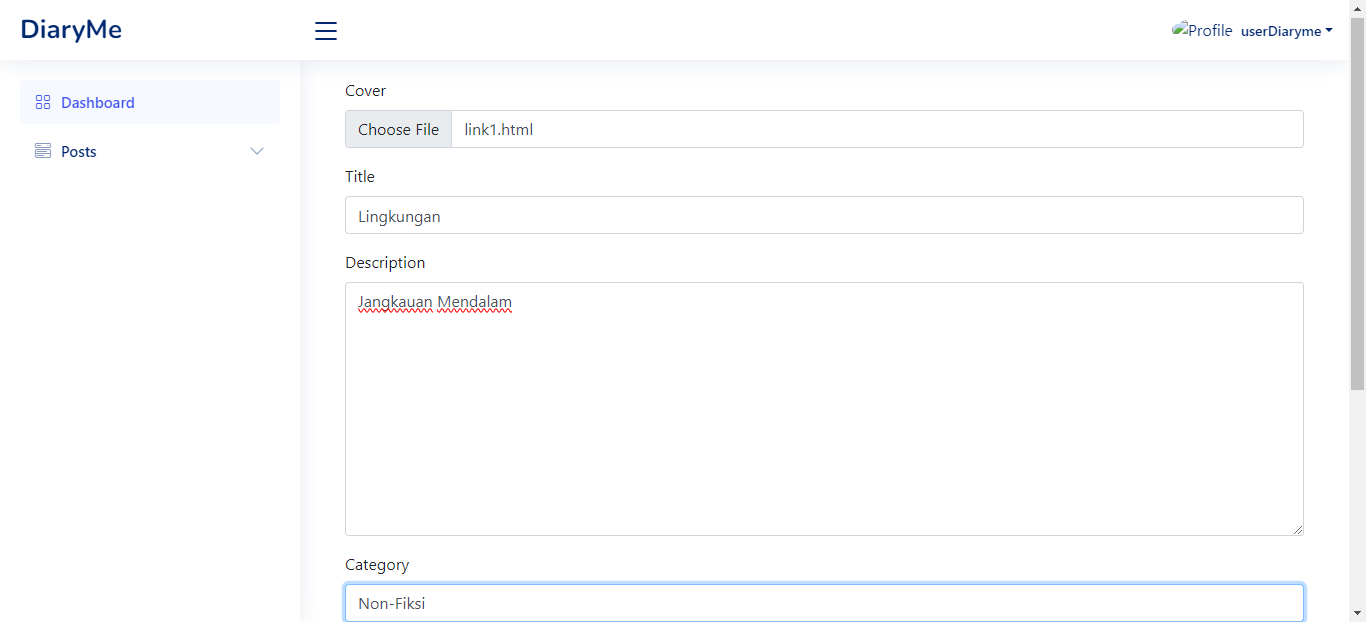 DiaryMe
Profile userDiaryme
Dashboard
Posts
Cover
Choose File link1.html
Title
Lingkungan
Description
Jangkauan Mendalam
Category
Non-Fiksi